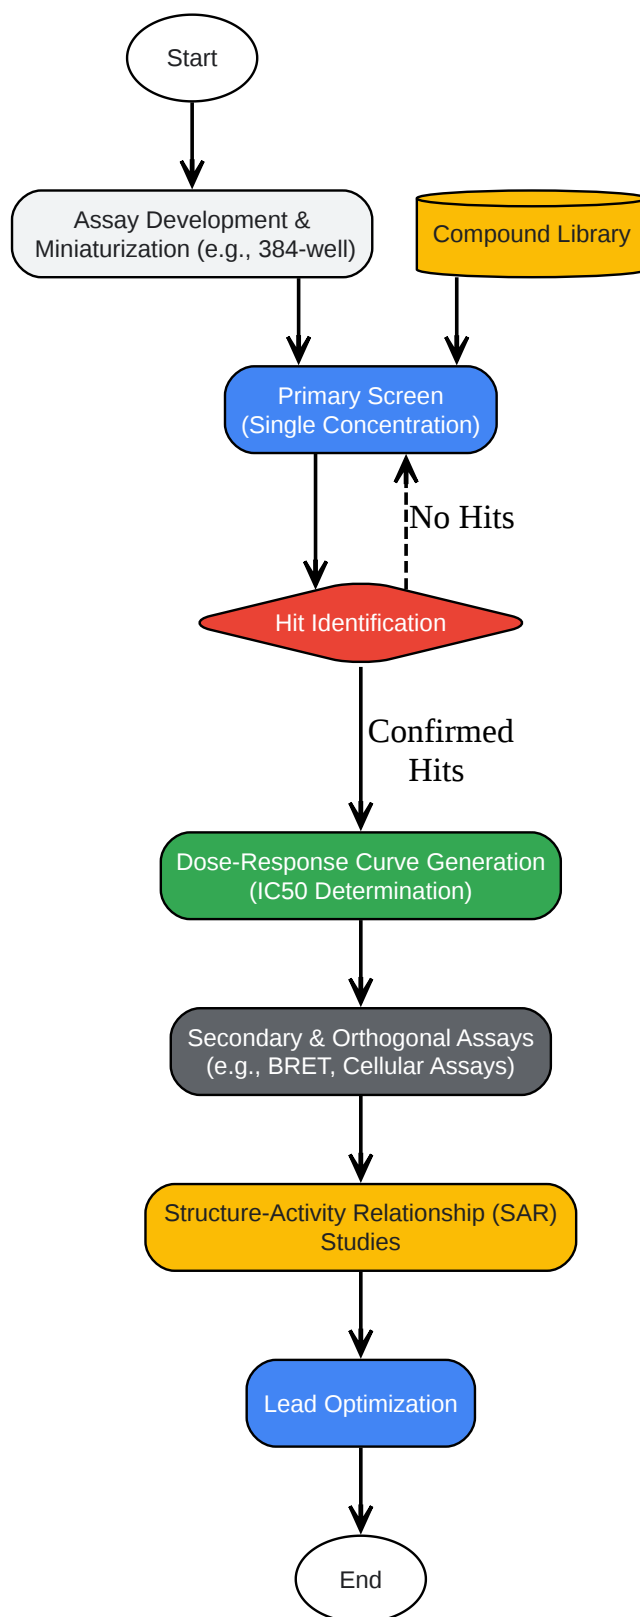 Start
Assay Development &
Miniaturization (e.g., 384-well)
Compound Library
Primary Screen
(Single Concentration)
No Hits
Hit Identification
Confirmed
Hits
Dose-Response Curve Generation
(IC50 Determination)
Secondary & Orthogonal Assays
(e.g., BRET, Cellular Assays)
Structure-Activity Relationship (SAR)
Studies
Lead Optimization
End